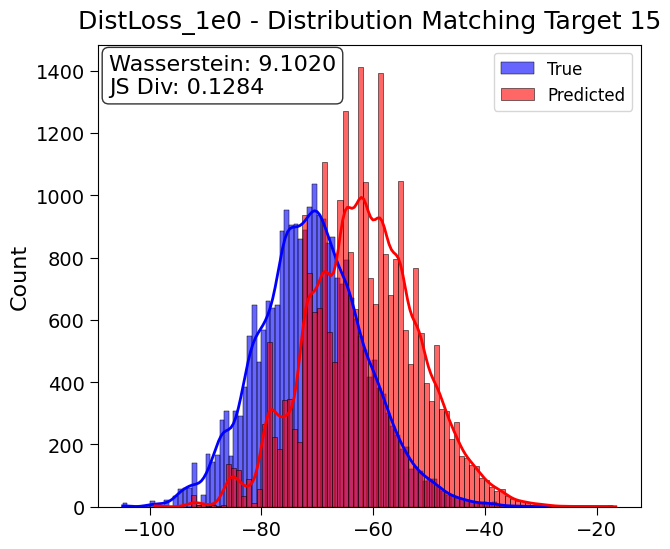 DistLoss_1e0 - Distribution Matching Target 15
Wasserstein: 9.1020
JS Div: 0.1284
True
Predicted
Count
1400
1200
1000
800
600
400
200
0
−100
−80
−60
−40
−20